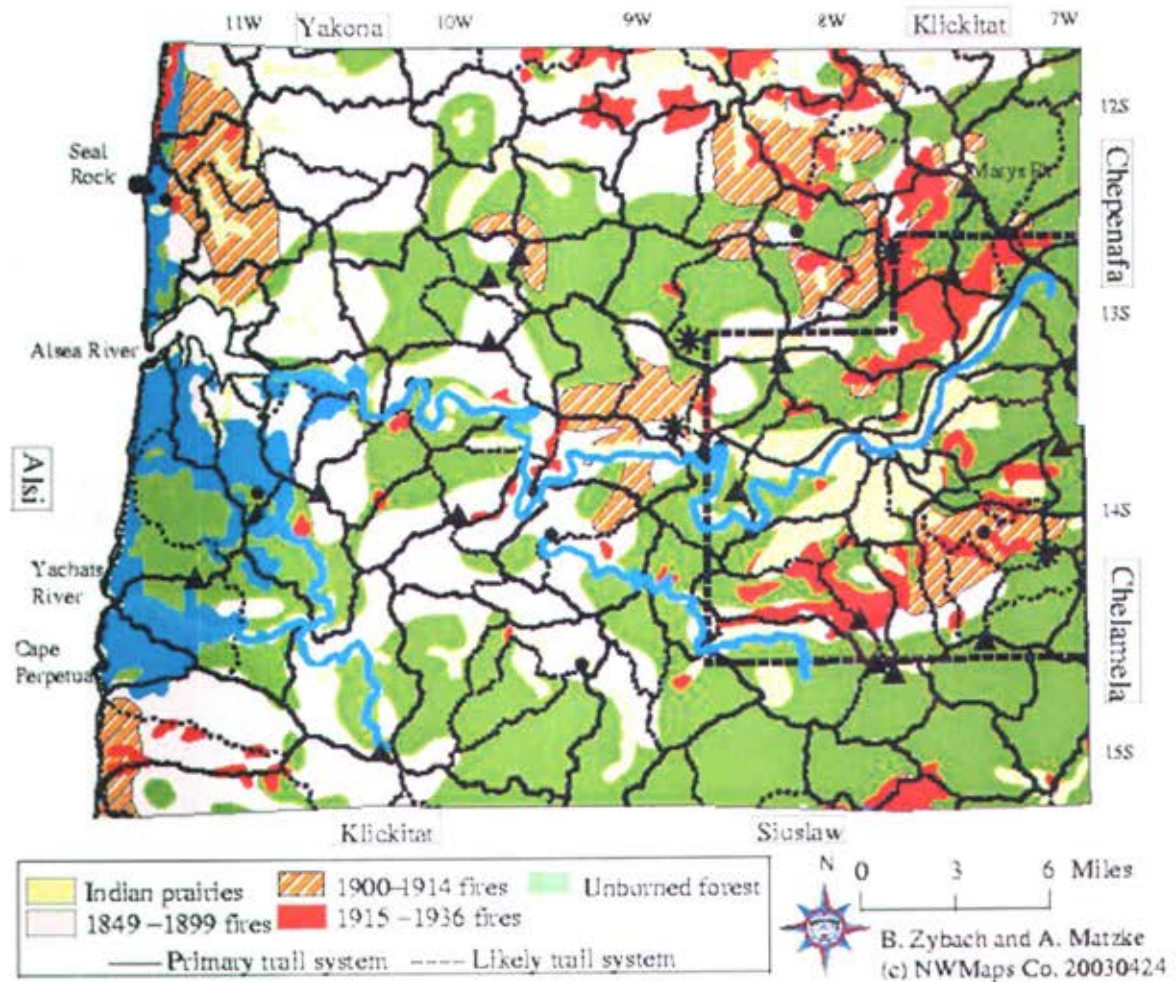 11W
Yakona
10W
9W
8W
Klickitat
7W
12S
Seal
Rock
Chepenafa
13S
Alsea River
Alsi
14S
Yachats
River
Chelamela
Cape
Perpetua
15S
Klickitat
Siuslaw
Indian prairies
1900-1914 fires
Unburned forest
1849-1899 fires
1915-1936 fires
Primary trail system
Likely trail system
N
0 3 6 Miles
B. Zybach and A. Matzke
(c) NWMaps Co. 20030424